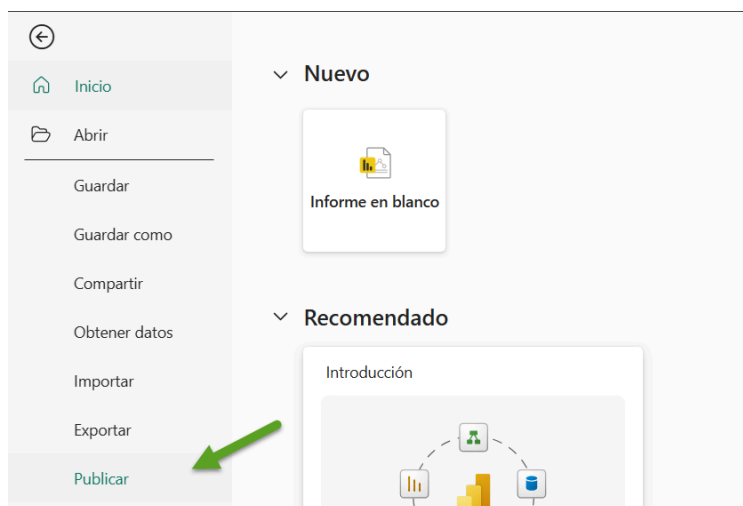 Inicio
Abrir
Guardar
Guardar como
Compartir
Obtener datos
Importar
Exportar
Publicar
Nuevo
Informe en blanco
Recomendado
Introducción